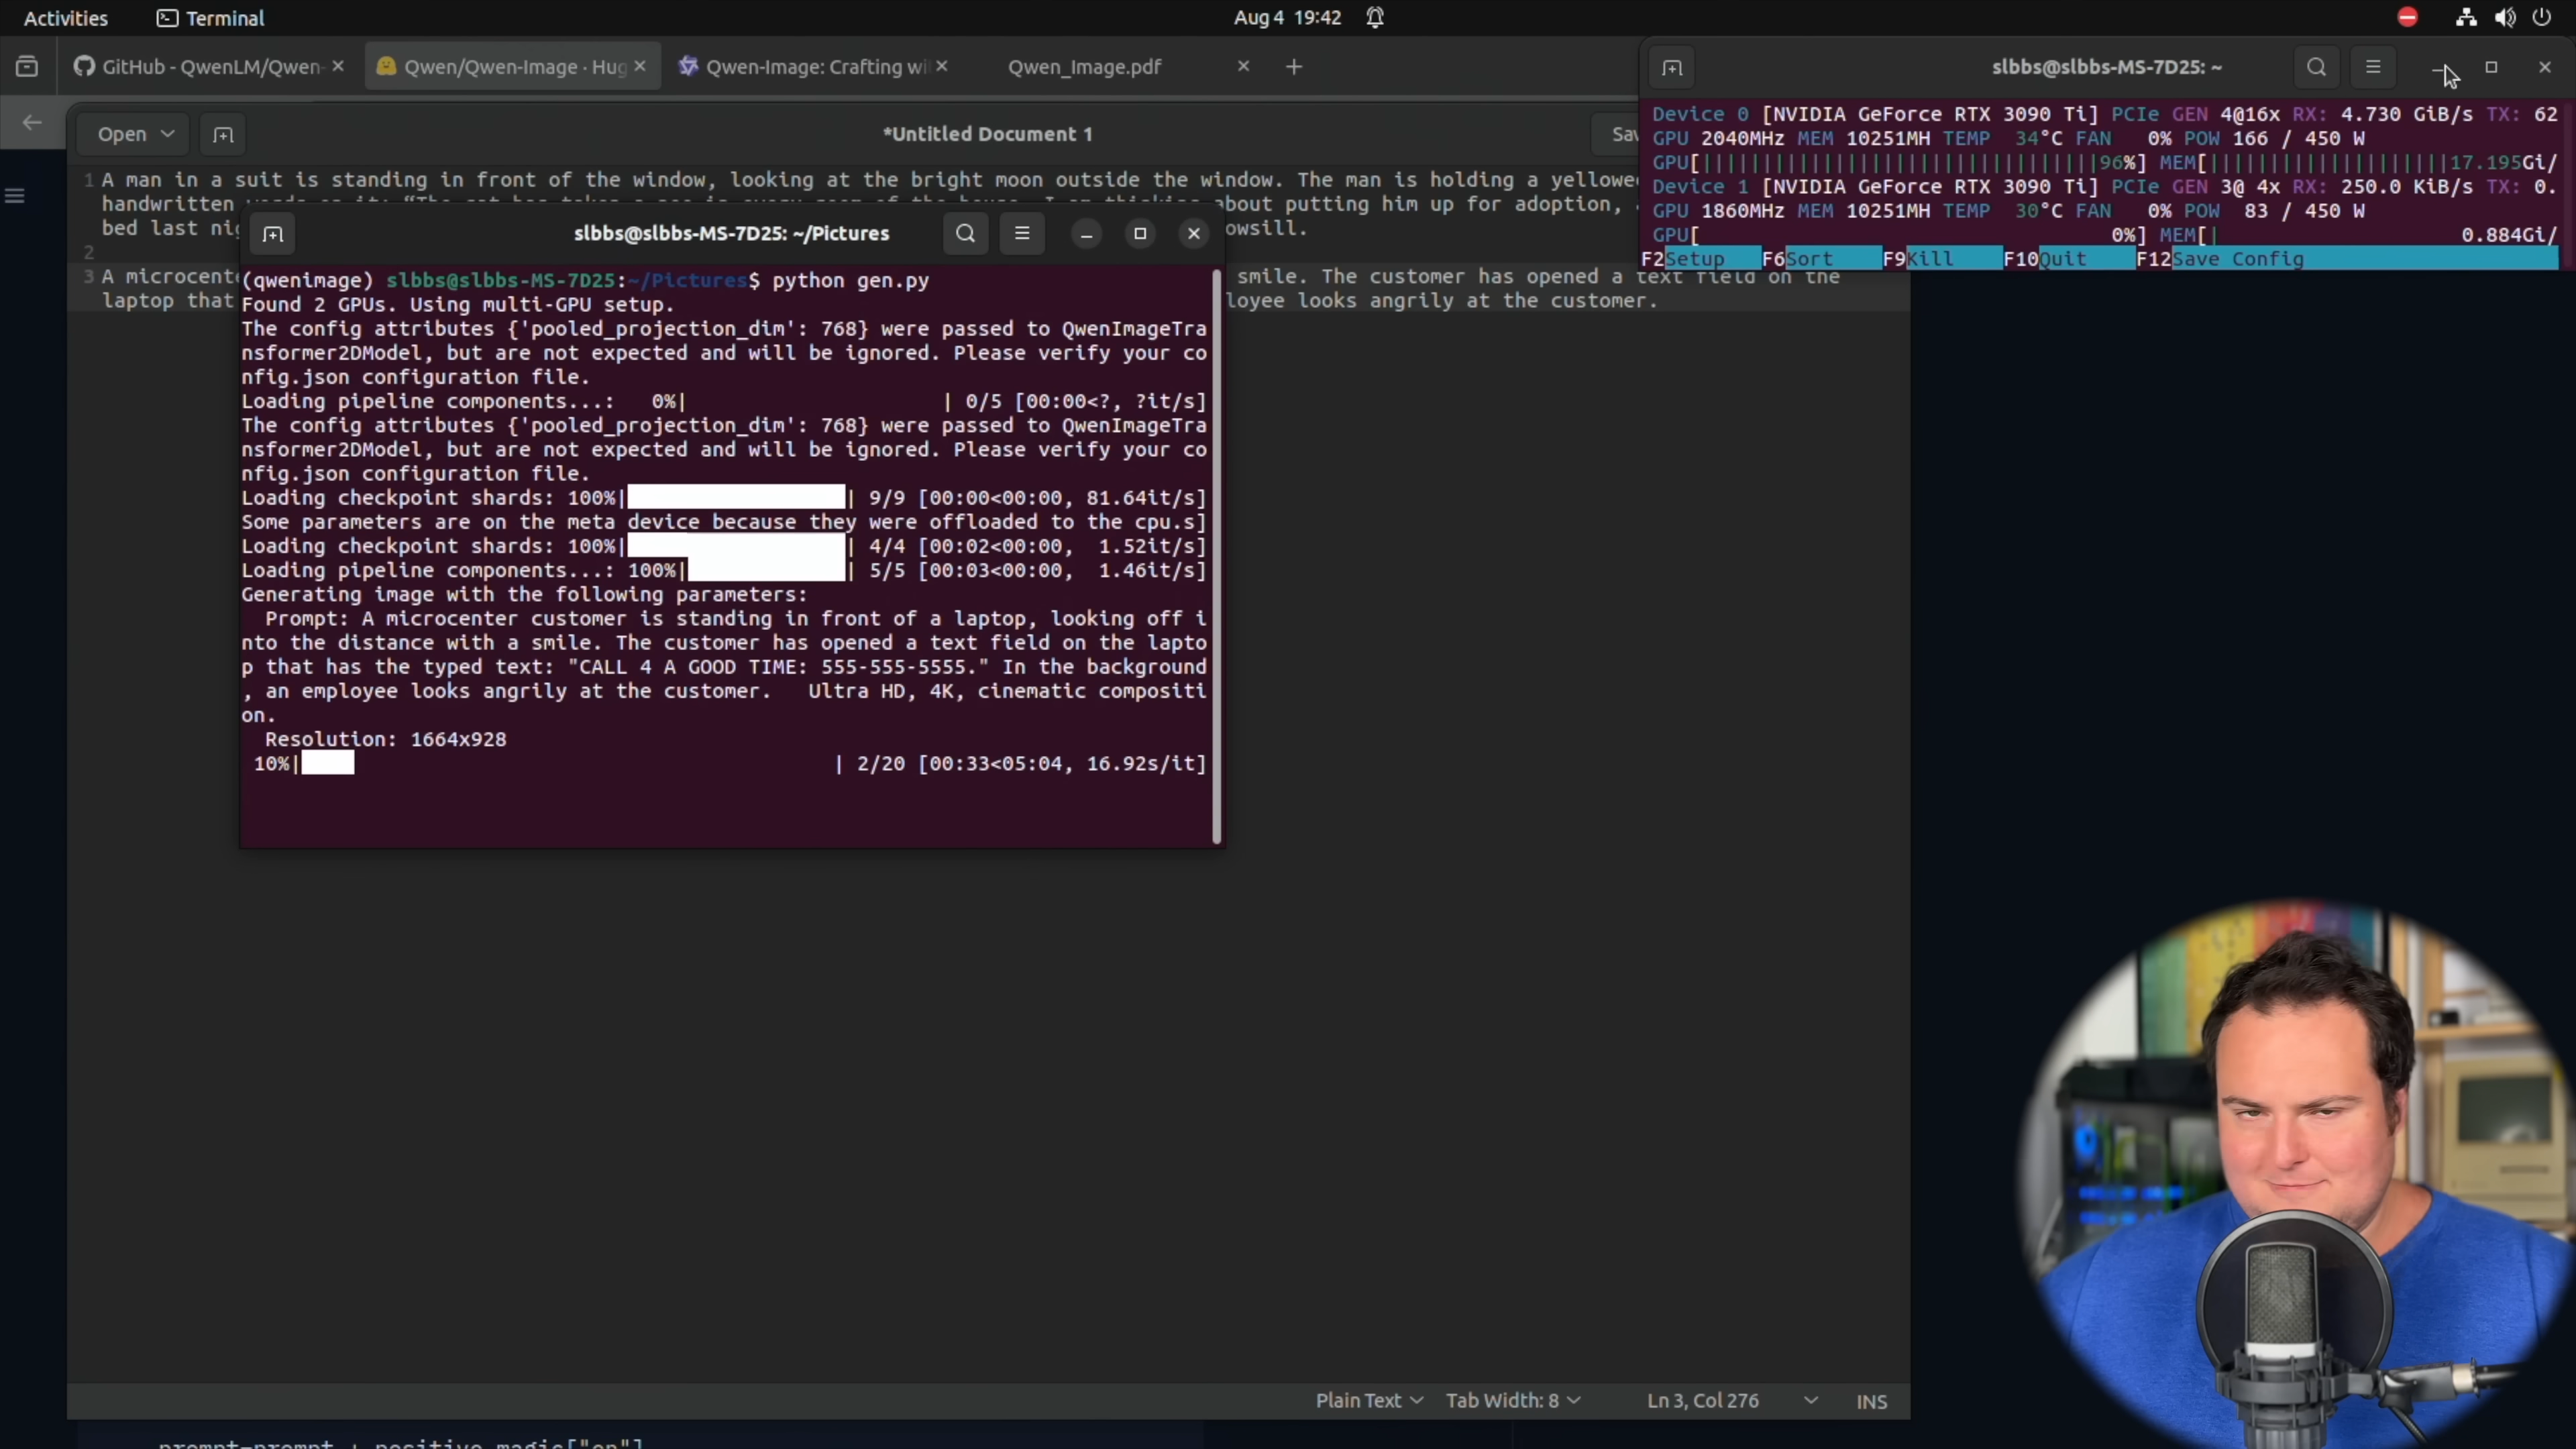 Activities Terminal Aug 4 19:42
GitHub - QwenLM/Qwen- Qwen/Qwen-Image · Hug Qwen-Image: Crafting wi Qwen_Image.pdf
Open *Untitled Document 1
1 A man in a suit is standing in front of the window, looking at the bright moon outside the window. The man is holding a yellowe
handwritten about putting him up for adoption,
bed last nig owsill.
2
3 A microcente smile. The customer has opened a text field on the
laptop that loyee looks angrily at the customer.
slbbs@slbbs-MS-7D25: ~/Pictures
(qwenimage) slbbs@slbbs-MS-7D25:~/Pictures$ python gen.py
Found 2 GPUs. Using multi-GPU setup.
The config attributes {'pooled_projection_dim': 768} were passed to QwenImageTra
nsformer2DModel, but are not expected and will be ignored. Please verify your co
nfig.json configuration file.
Loading pipeline components...:   0%| | 0/5 [00:00<?, ?it/s]
The config attributes {'pooled_projection_dim': 768} were passed to QwenImageTra
nsformer2DModel, but are not expected and will be ignored. Please verify your co
nfig.json configuration file.
Loading checkpoint shards: 100%| | 9/9 [00:00<00:00, 81.64it/s]
Some parameters are on the meta device because they were offloaded to the cpu.s]
Loading checkpoint shards: 100%| | 4/4 [00:02<00:00,  1.52it/s]
Loading pipeline components...: 100%| | 5/5 [00:03<00:00,  1.46it/s]
Generating image with the following parameters:
Prompt: A microcenter customer is standing in front of a laptop, looking off i
nto the distance with a smile. The customer has opened a text field on the lapto
p that has the typed text: "CALL 4 A GOOD TIME: 555-555-5555." In the background
, an employee looks angrily at the customer.   Ultra HD, 4K, cinematic compositi
on.
Resolution: 1664x928
10%| | 2/20 [00:33<05:04, 16.92s/it]
slbbs@slbbs-MS-7D25: ~
Device 0 [NVIDIA GeForce RTX 3090 Ti] PCIe GEN 4@16x RX: 4.730 GiB/s TX: 62
GPU 2040MHz MEM 10251MH TEMP  34°C FAN   0% POW 166 / 450 W
GPU[||||||||||||||||||||||||||||||||96%] MEM[||||||||||||||||||||17.195Gi/
Device 1 [NVIDIA GeForce RTX 3090 Ti] PCIe GEN 3@ 4x RX: 250.0 KiB/s TX: 0.
GPU 1860MHz MEM 10251MH TEMP  30°C FAN   0% POW  83 / 450 W
GPU[ 0%] MEM[| 0.884Gi/
F2Setup F6Sort F9Kill F10Quit F12Save Config
Plain Text Tab Width: 8 Ln 3, Col 276 INS